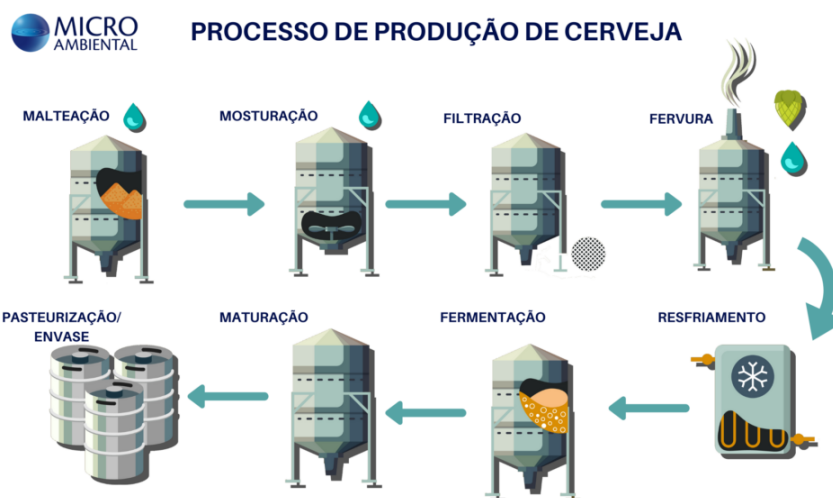 MICRO
AMBIENTAL
PROCESSO DE PRODUÇÃO DE CERVEJA
MALTEAÇÃO
MOSTURAÇÃO
FILTRAÇÃO
FERVURA
PASTEURIZAÇÃO/
ENVASE
MATURAÇÃO
FERMENTAÇÃO
RESFRIAMENTO